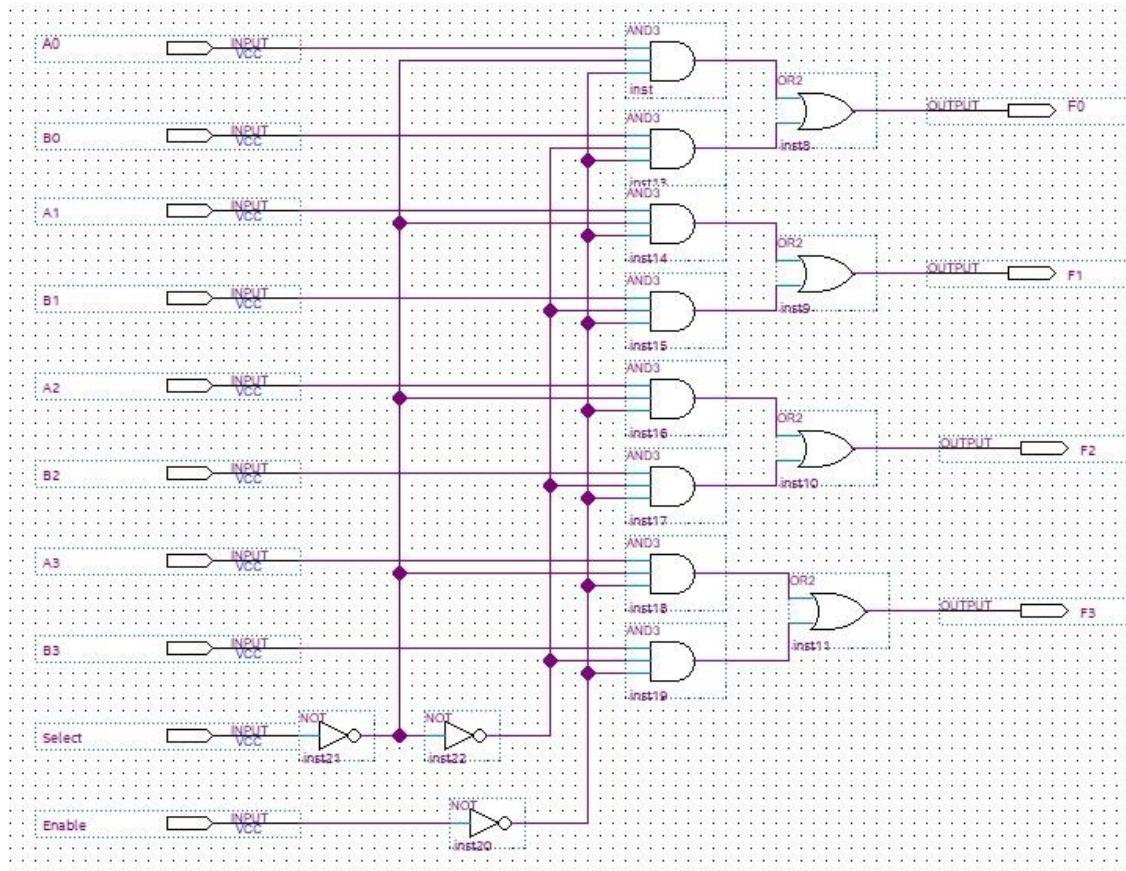 AND3
A0 INPUT
VCC
inst
OR2
OUTPUT F0
AND3
B0 INPUT
VCC
inst8
inst13
AND3
A1 INPUT
VCC
OR2
inst14
OUTPUT F1
AND3
B1 INPUT
VCC
inst9
inst15
AND3
A2 INPUT
VCC
OR2
inst16
OUTPUT F2
AND3
B2 INPUT
VCC
inst10
inst17
AND3
A3 INPUT
VCC
OR2
inst18
OUTPUT F3
AND3
B3 INPUT
VCC
inst11
inst19
NOT NOT
Select INPUT
VCC
inst21 inst22
NOT
Enable INPUT
VCC
inst20